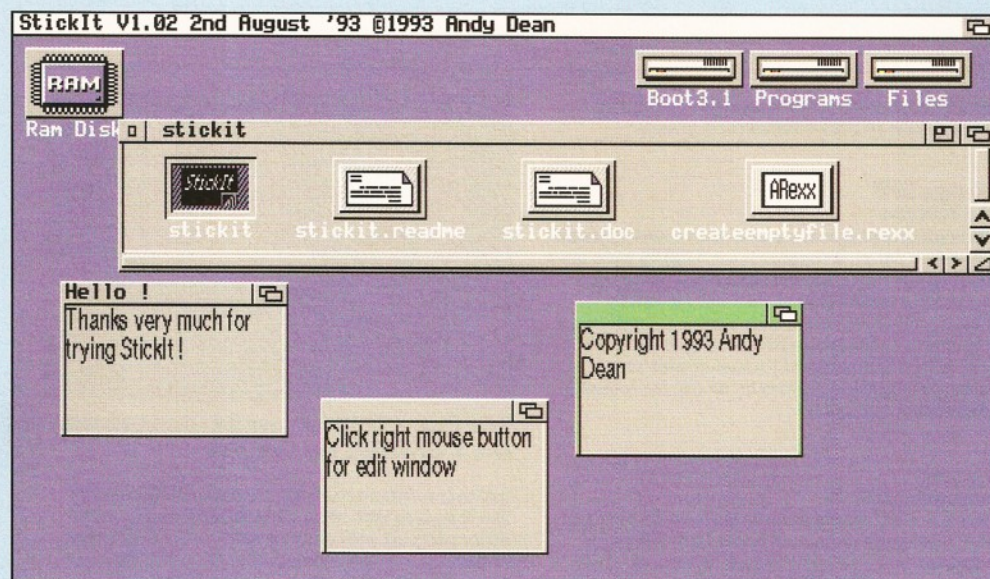 StickIt V1.02 2nd August '93 ©1993 Andy Dean
RAM
Ram Disk
Boot3.1 Programs Files
stickit
StickIt
ARexx
stickit stickit.readme stickit.doc createemptyfile.rexx
Hello !
Thanks very much for
trying StickIt !
Copyright 1993 Andy
Dean
Click right mouse button
for edit window